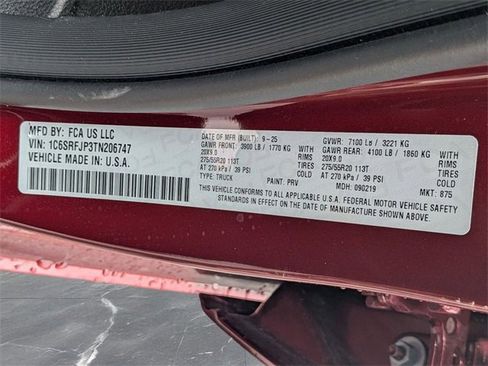 MFD BY: FCA US LLC
VIN: 1C6SRFJP3TN206747
VEHICLE MADE IN: U.S.A.
DATE OF MFR (BUILT): 9-25
GVWR: 7100 LB / 3221 KG
GAWR FRONT: 3900 LB / 1770 KG WITH
GAWR REAR: 4100 LB / 1860 KG WITH
20X9.0 RIMS 20X9.0 RIMS
275/55R20 113T TIRES 275/55R20 113T TIRES
AT 270 kPa / 39 PSI COLD AT 270 kPa / 39 PSI COLD
TYPE: TRUCK PAINT: PRV MDH: 090219 MKT: 875
THIS VEHICLE CONFORMS TO ALL APPLICABLE U.S.A. FEDERAL MOTOR VEHICLE SAFETY
STANDARDS IN EFFECT ON THE DATE OF MANUFACTURE SHOWN ABOVE.